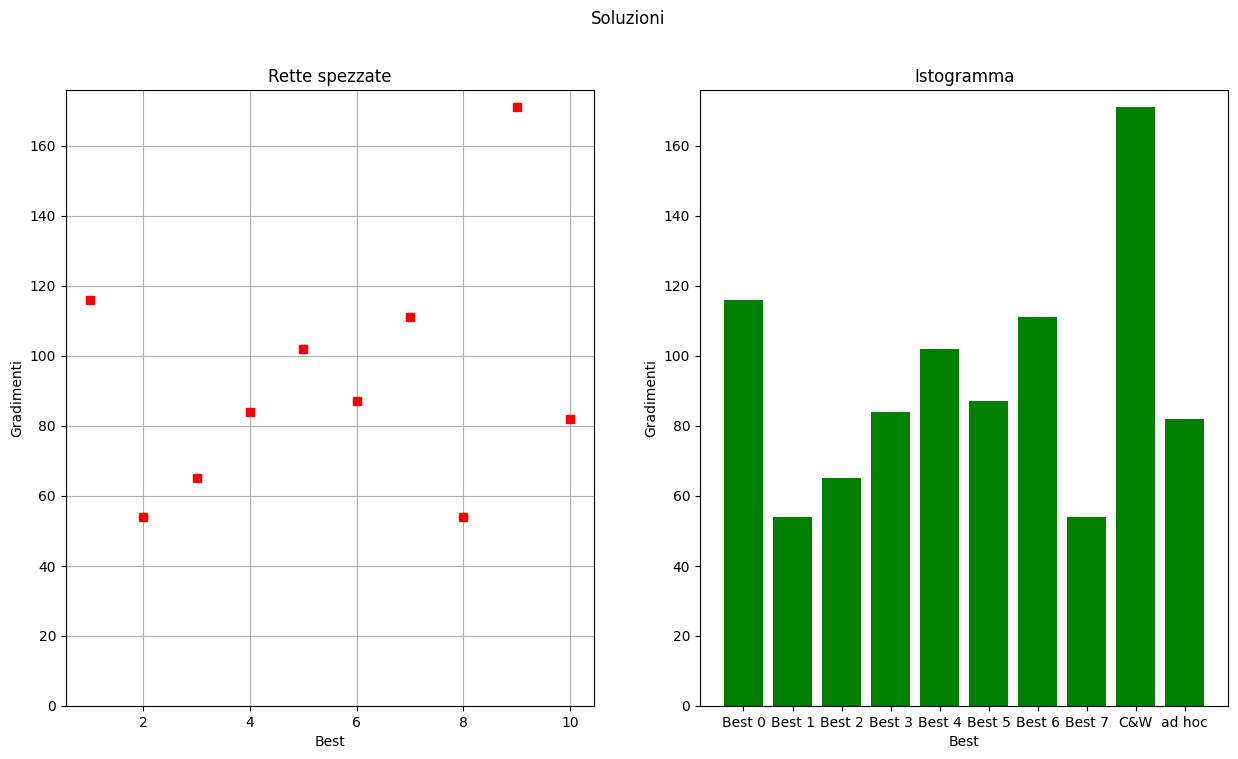 Soluzioni
Rette spezzate
Gradimenti
160
140
120
100
80
60
40
20
0
2 4 6 8 10
Best
Istogramma
Gradimenti
160
140
120
100
80
60
40
20
0
Best 0 Best 1 Best 2 Best 3 Best 4 Best 5 Best 6 Best 7 C&W ad hoc
Best